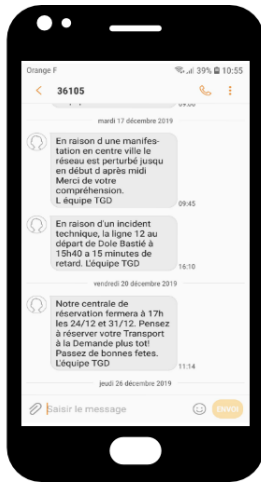 Orange F 39% 10:55
36105
mardi 17 décembre 2019
En raison d une manifes-
tation en centre ville le
réseau est perturbé jusqu
en début d après midi
Merci de votre
compréhension.
L équipe TGD
09:45
En raison d'un incident
technique, la ligne 12 au
départ de Dole Bastié à
15h40 a 15 minutes de
retard. L'équipe TGD
16:10
vendredi 20 décembre 2019
Notre centrale de
réservation fermera à 17h
les 24/12 et 31/12. Pensez
à réserver votre Transport
à la Demande plus tot!
Passez de bonnes fetes.
L'équipe TGD
11:14
jeudi 26 décembre 2019
Saisir le message
ENVOI